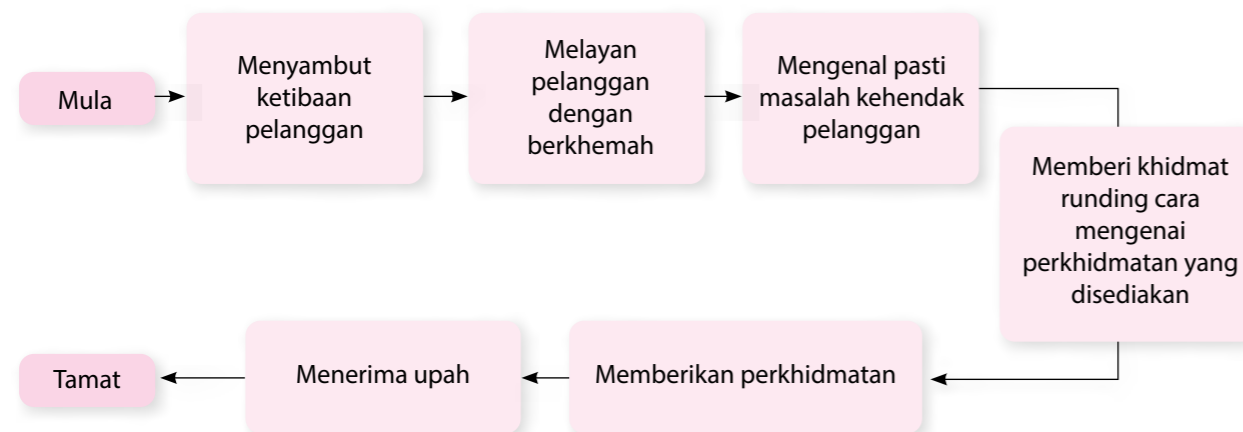 Mula
Menyambut
ketibaan
pelanggan
Melayan
pelanggan
dengan
berkhemah
Mengenal pasti
masalah kehendak
pelanggan
Memberi khidmat
runding cara
mengenai
perkhidmatan yang
disediakan
Memberikan perkhidmatan
Menerima upah
Tamat